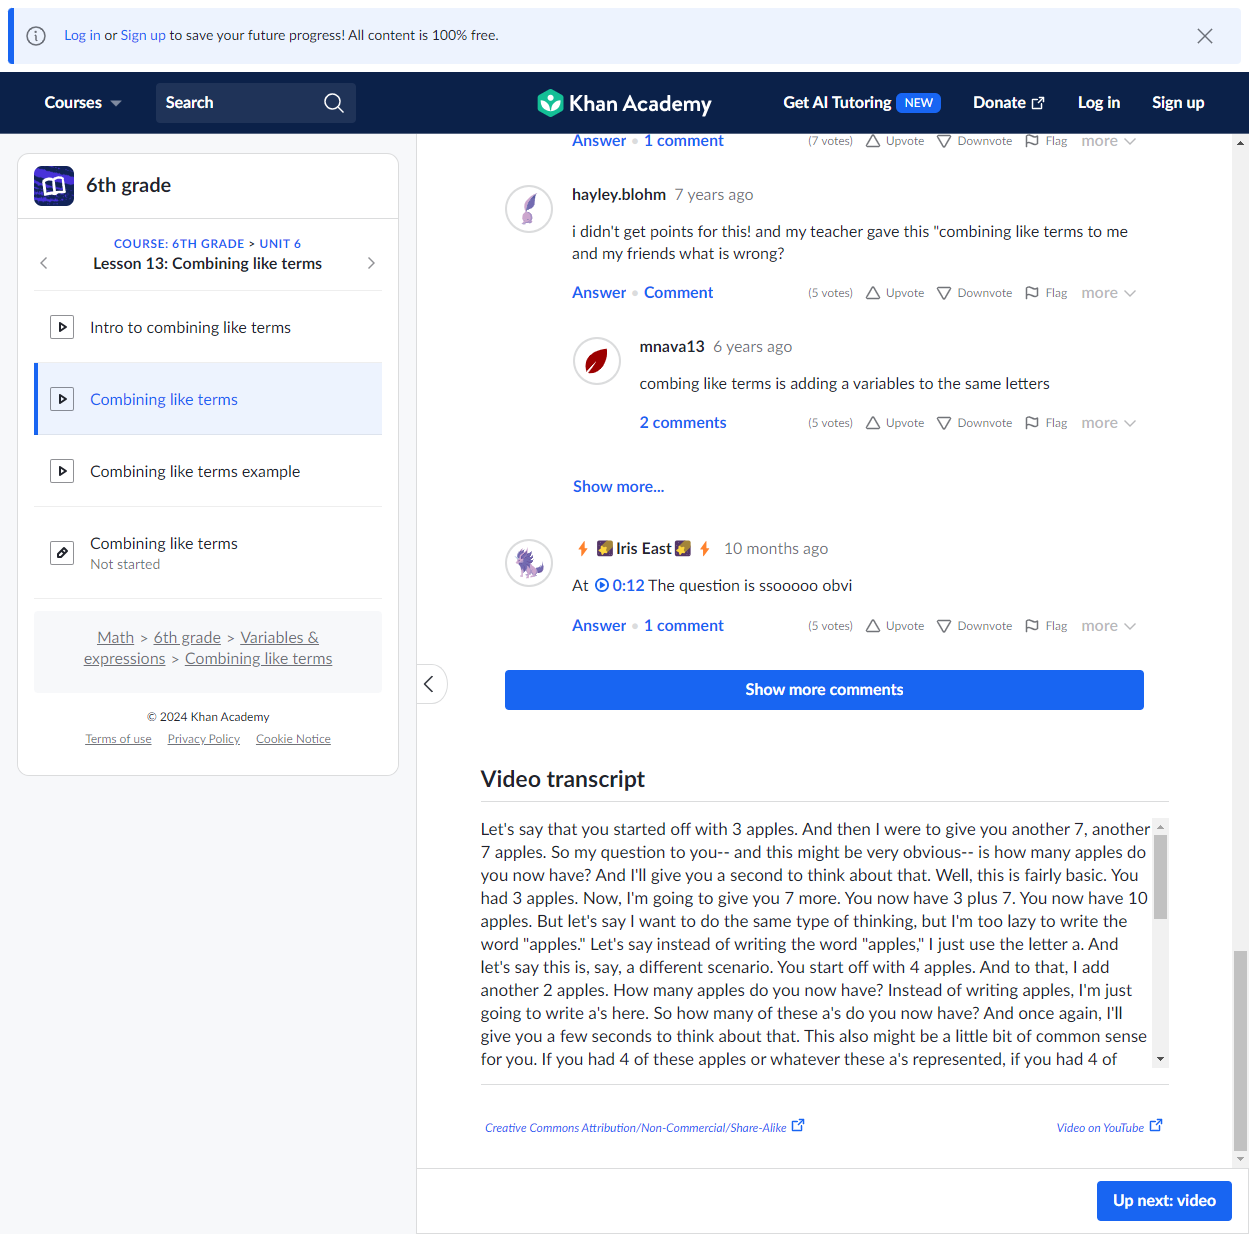 Log in or Sign up to save your future progress! All content is 100% free.
Courses
Search
Khan Academy
Get AI Tutoring NEW
Donate
Log in
Sign up
6th grade
COURSE: 6TH GRADE > UNIT 6
Lesson 13: Combining like terms
Intro to combining like terms
Combining like terms
Combining like terms example
Combining like terms
Not started
Math > 6th grade > Variables &
expressions > Combining like terms
© 2024 Khan Academy
Terms of use Privacy Policy Cookie Notice
Answer • 1 comment (7 votes) Upvote Downvote Flag more
hayley.blohm 7 years ago
i didn't get points for this! and my teacher gave this "combining like terms to me
and my friends what is wrong?
Answer • Comment (5 votes) Upvote Downvote Flag more
mnava13 6 years ago
combing like terms is adding a variables to the same letters
2 comments (5 votes) Upvote Downvote Flag more
Show more...
⚡ 🌠Iris East🌠 ⚡ 10 months ago
At 0:12 The question is ssooooo obvi
Answer • 1 comment (5 votes) Upvote Downvote Flag more
Show more comments
Video transcript
Let's say that you started off with 3 apples. And then I were to give you another 7, another
7 apples. So my question to you-- and this might be very obvious-- is how many apples do
you now have? And I'll give you a second to think about that. Well, this is fairly basic. You
had 3 apples. Now, I'm going to give you 7 more. You now have 3 plus 7. You now have 10
apples. But let's say I want to do the same type of thinking, but I'm too lazy to write the
word "apples." Let's say instead of writing the word "apples," I just use the letter a. And
let's say this is, say, a different scenario. You start off with 4 apples. And to that, I add
another 2 apples. How many apples do you now have? Instead of writing apples, I'm just
going to write a's here. So how many of these a's do you now have? And once again, I'll
give you a few seconds to think about that. This also might be a little bit of common sense
for you. If you had 4 of these apples or whatever these a's represented, if you had 4 of
Creative Commons Attribution/Non-Commercial/Share-Alike
Video on YouTube
Up next: video